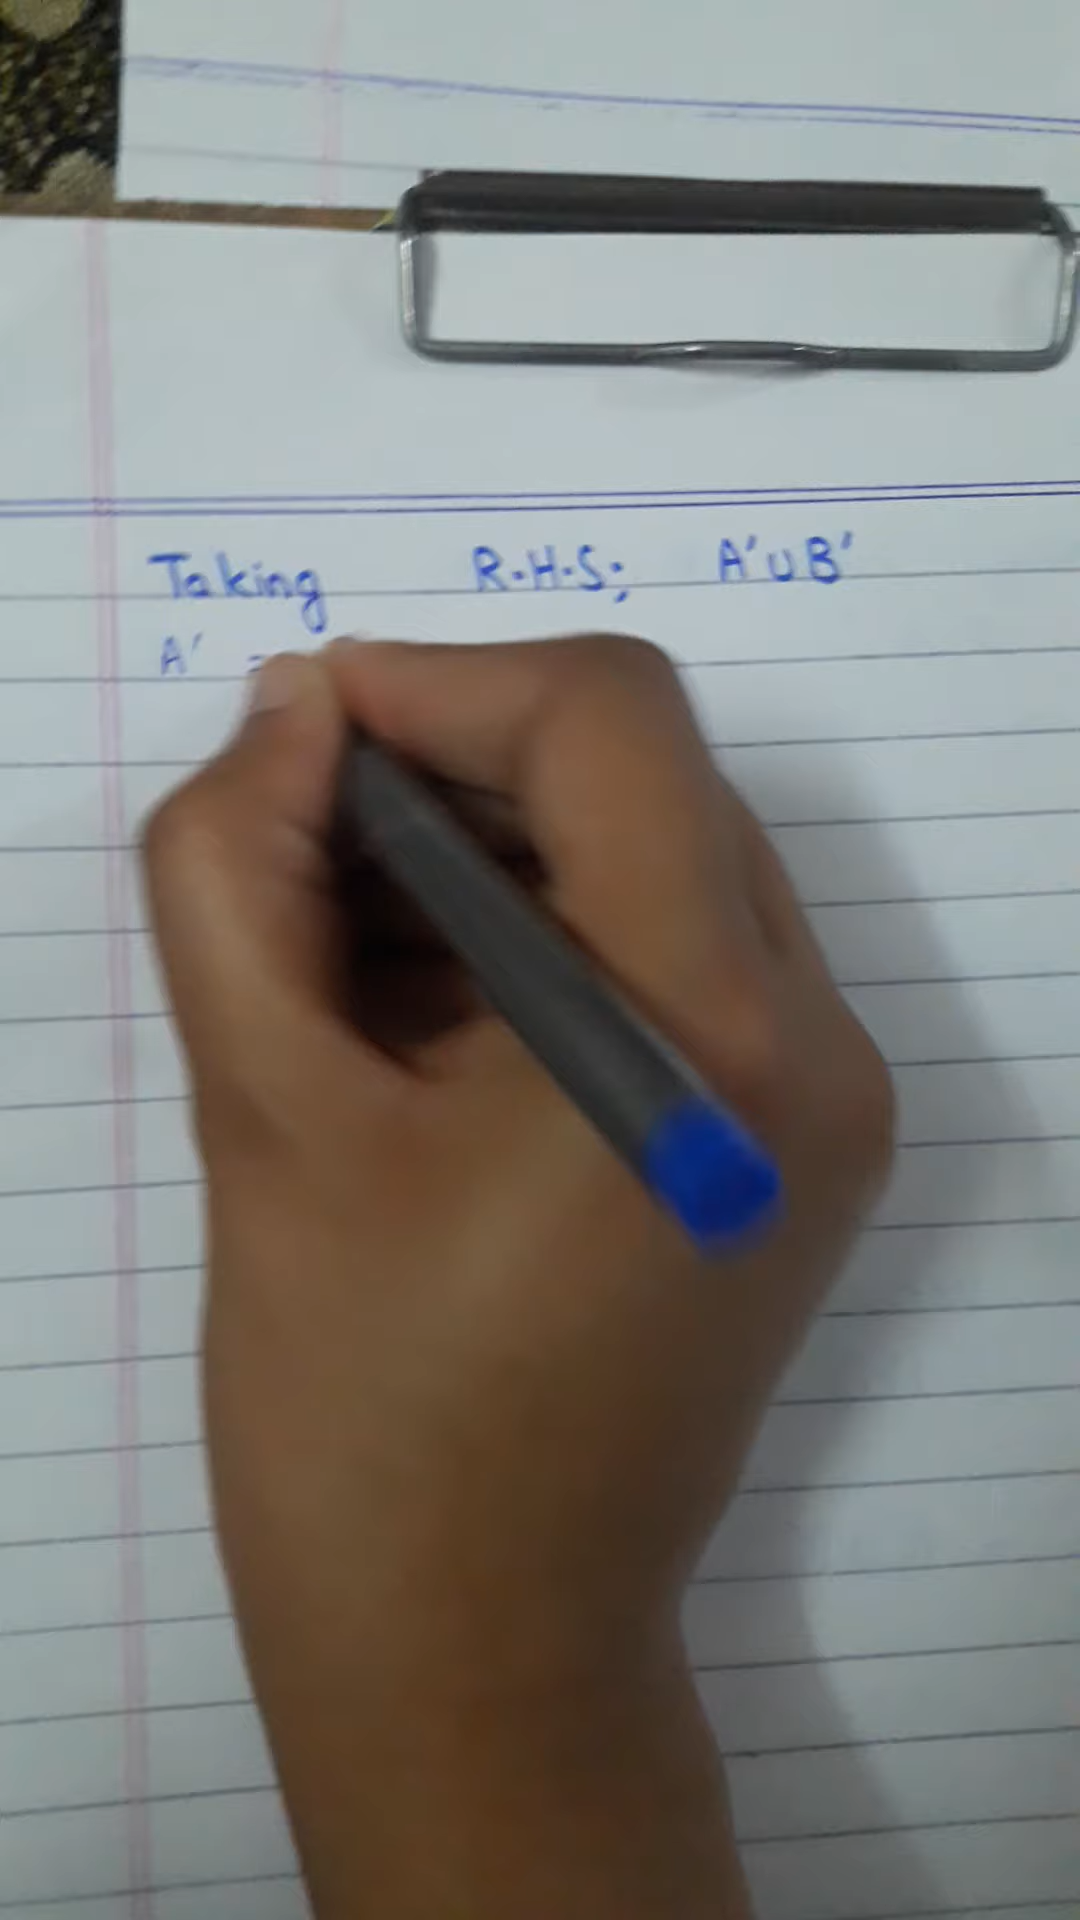 Taking R.H.S; A'∪B'
A' =